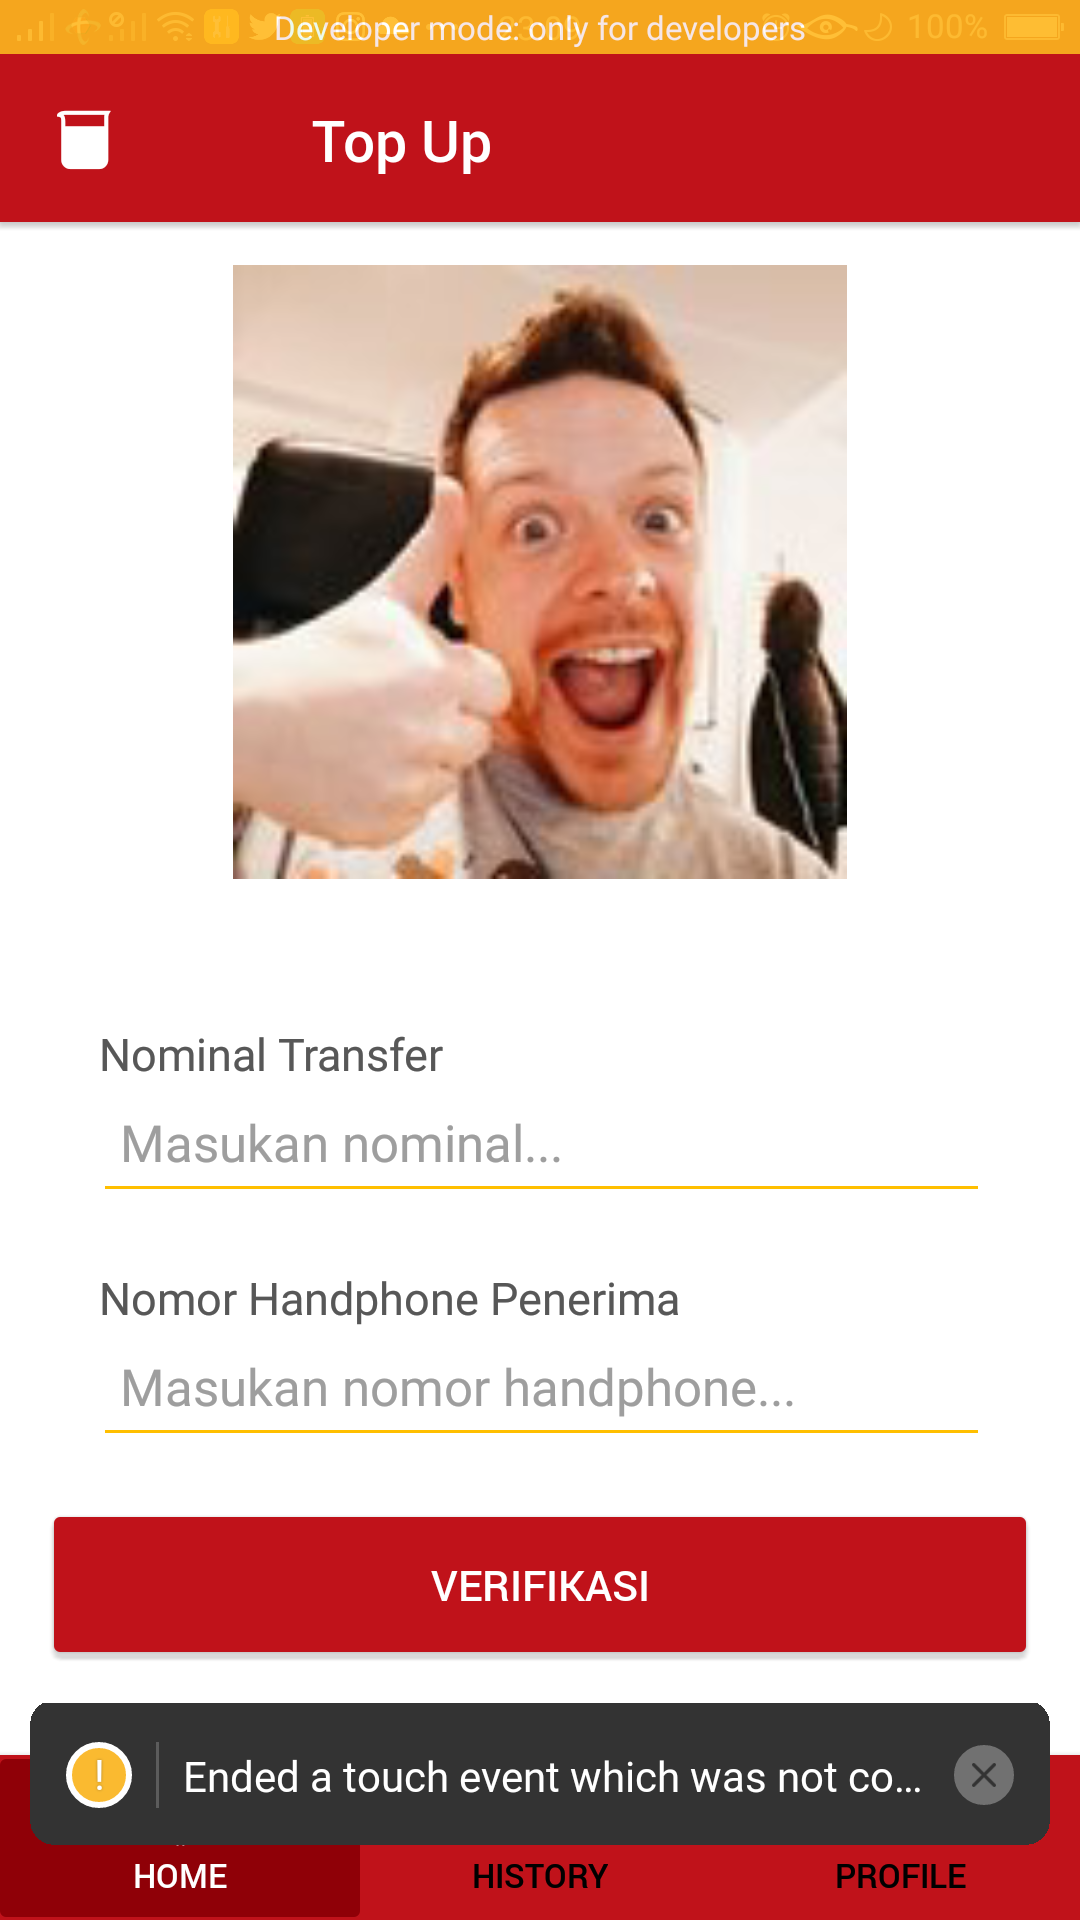 Developer mode: only for developers
100%
Top Up
Nominal Transfer
Masukan nominal...
Nomor Handphone Penerima
Masukan nomor handphone...
VERIFIKASI
! Ended a touch event which was not co...
HOME HISTORY PROFILE